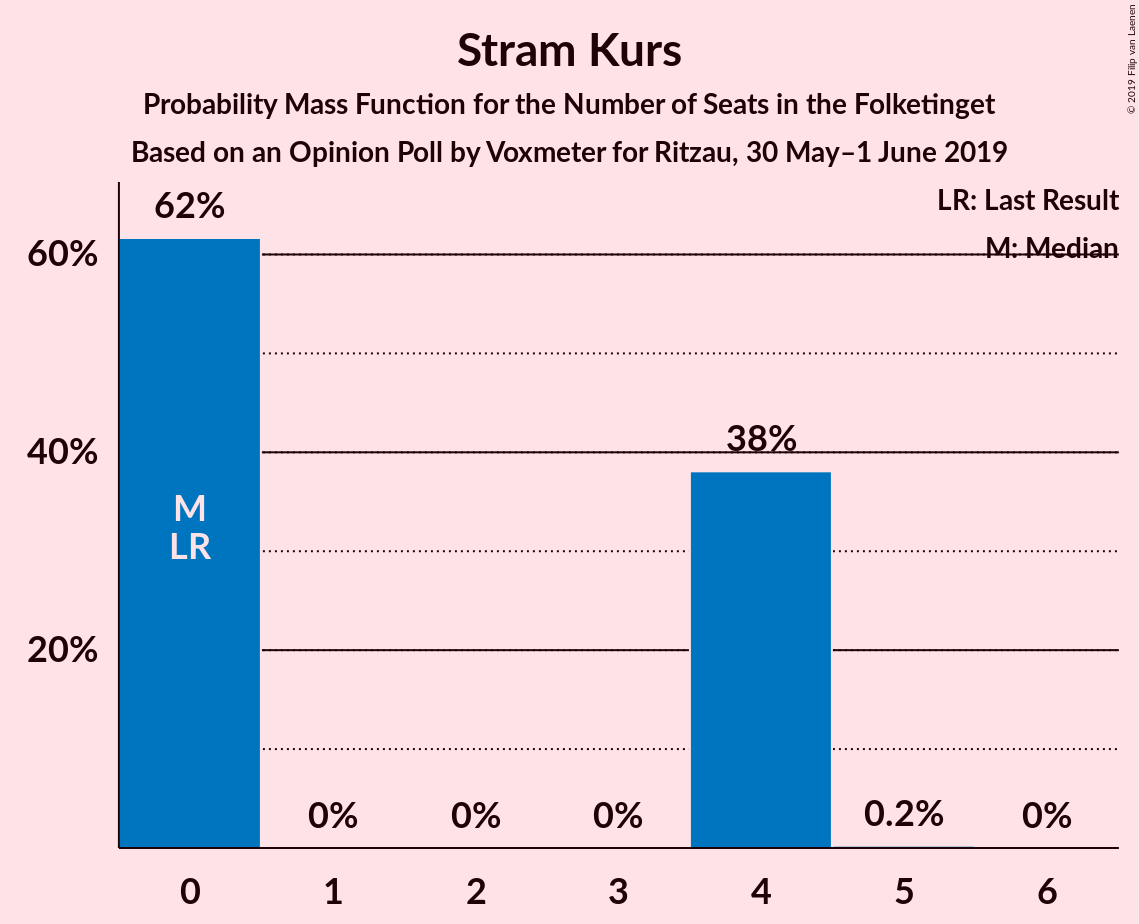 Stram Kurs
Probability Mass Function for the Number of Seats in the Folketinget
Based on an Opinion Poll by Voxmeter for Ritzau, 30 May–1 June 2019
© 2019 Filip van Laenen
LR: Last Result
M: Median
62%
60%
40%
38%
M
LR
20%
0%
0%
0%
0.2%
0%
0
1
2
3
4
5
6